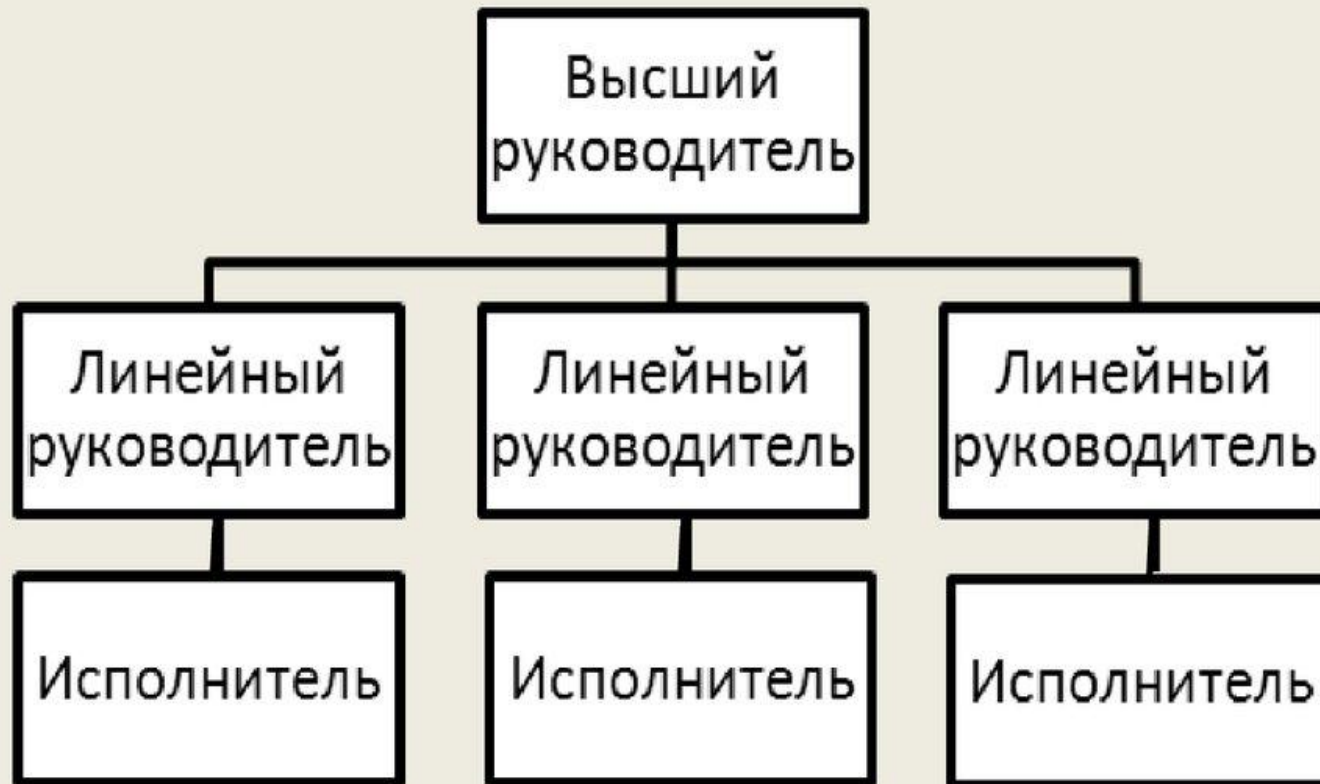 Высший
руководитель
Линейный
руководитель
Линейный
руководитель
Линейный
руководитель
Исполнитель
Исполнитель
Исполнитель